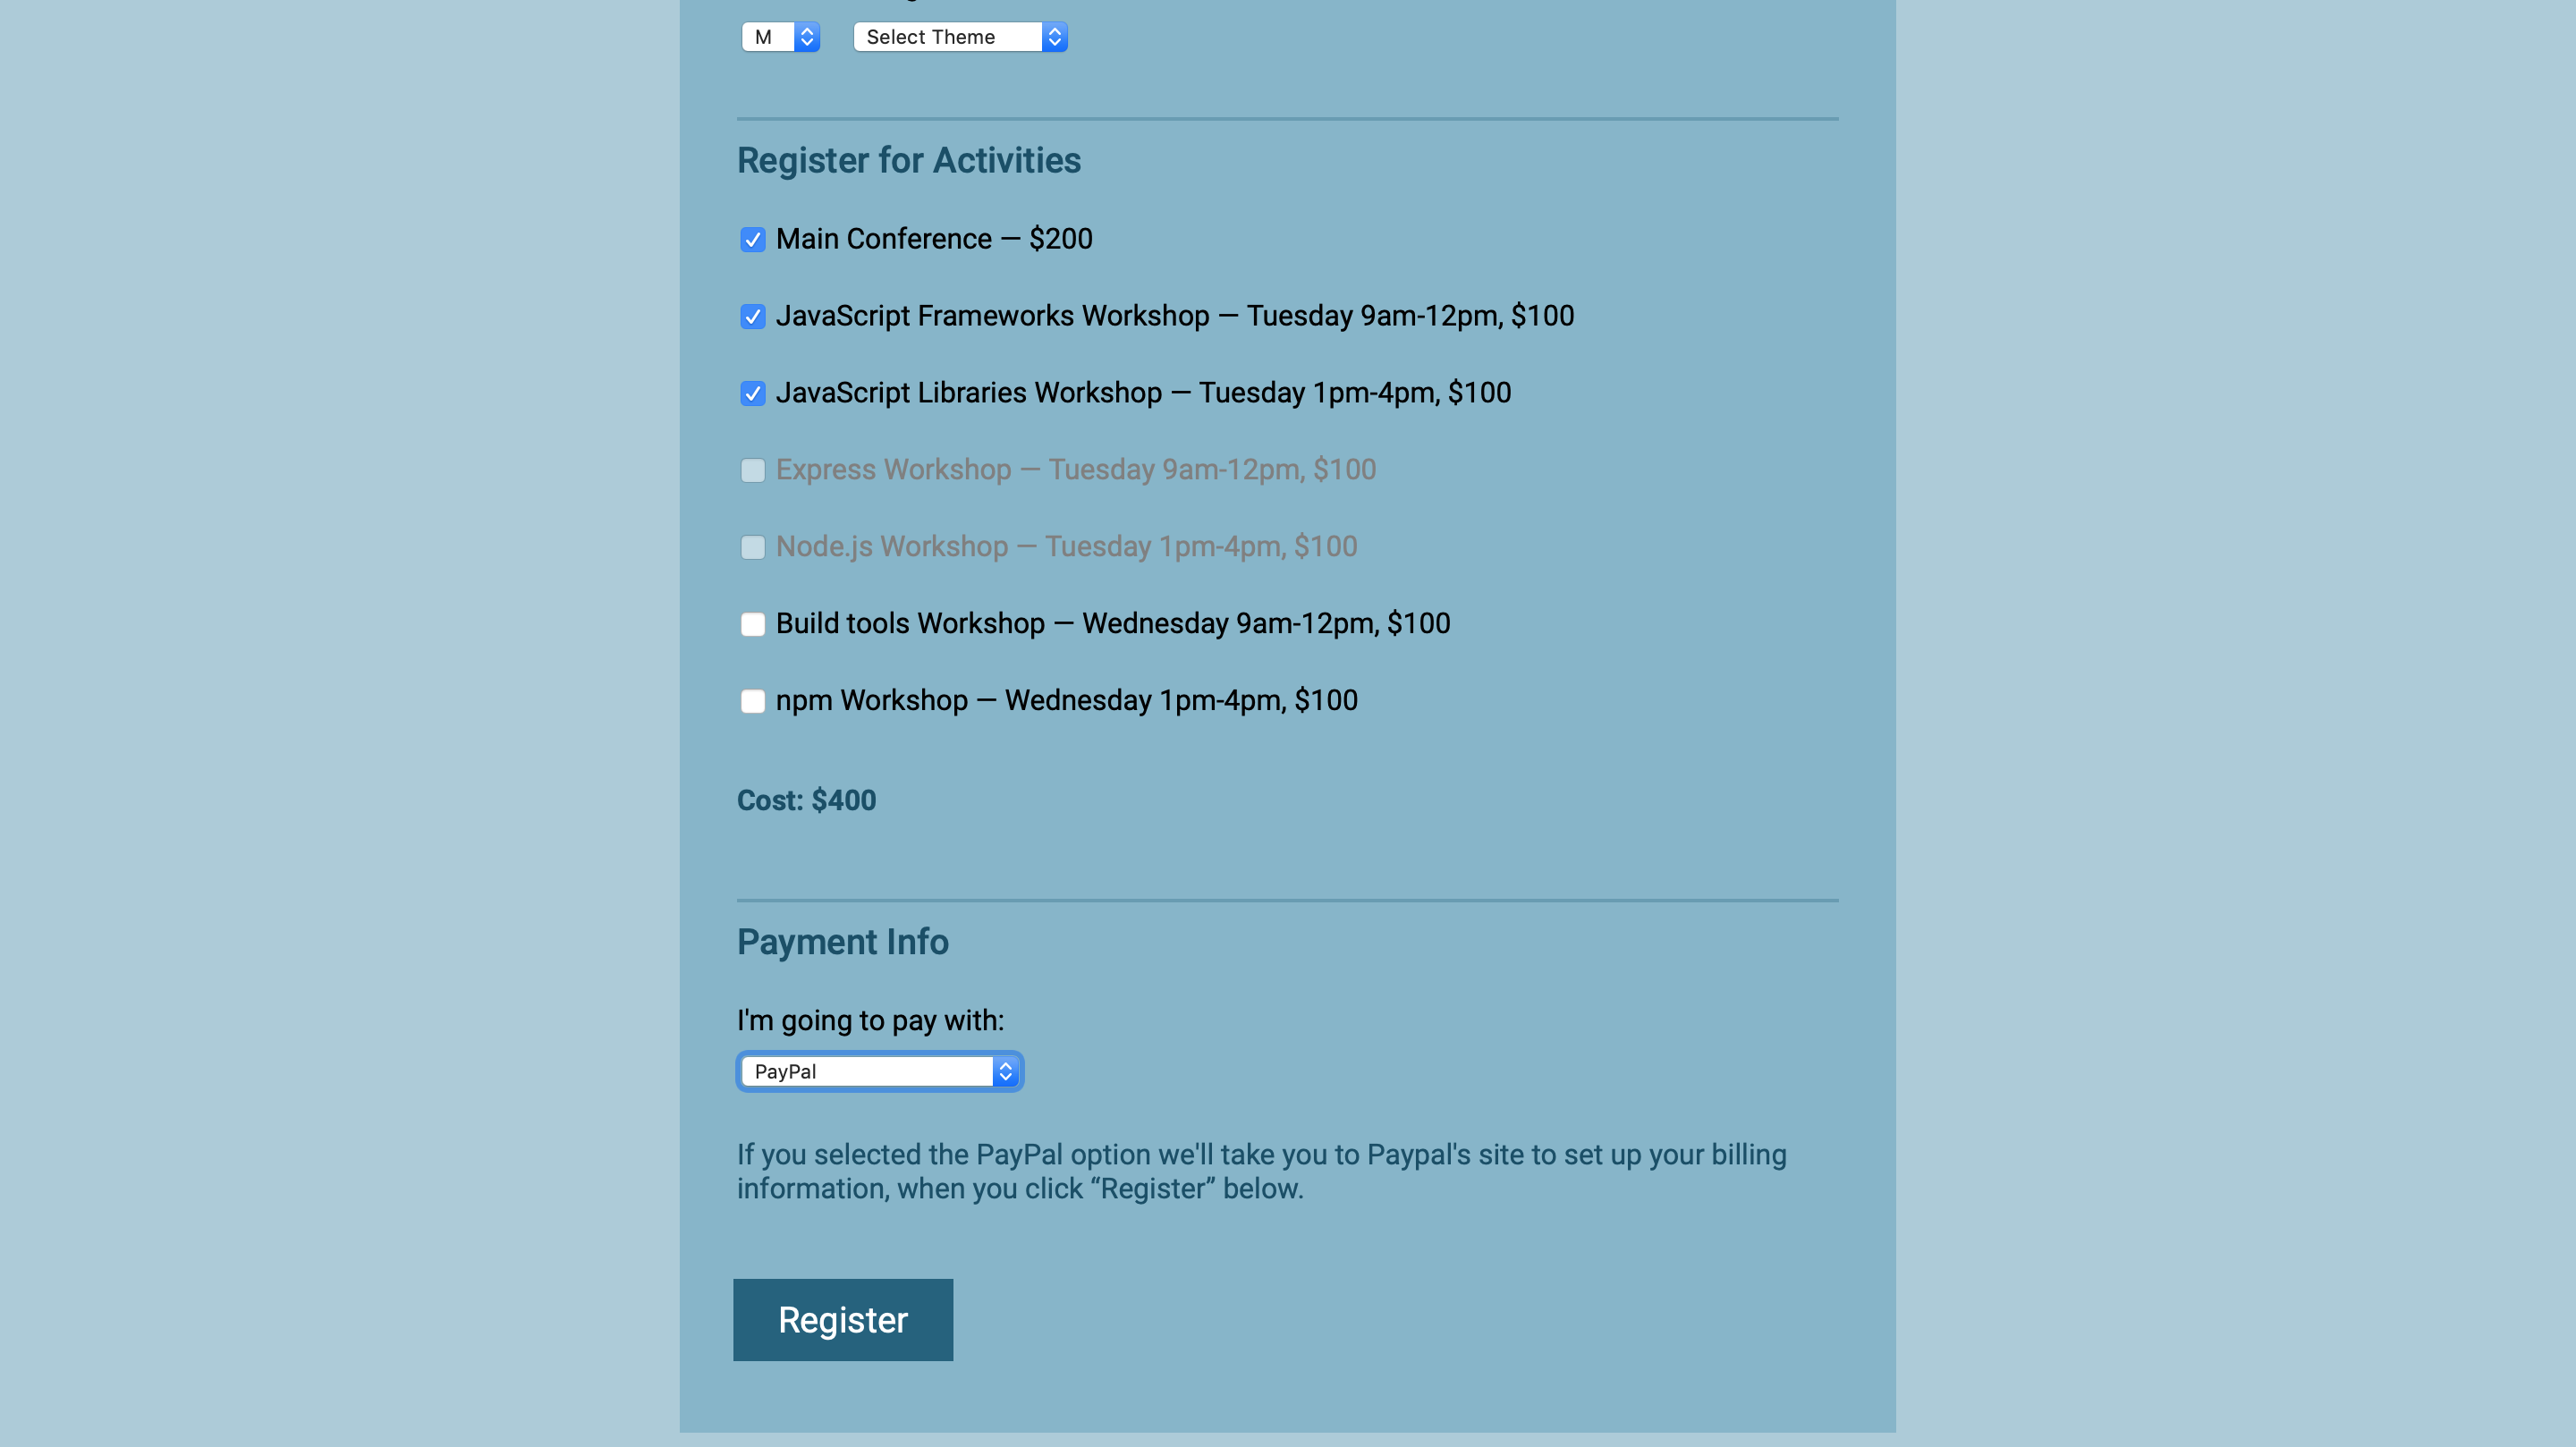 M Select Theme
Register for Activities
Main Conference — $200
JavaScript Frameworks Workshop — Tuesday 9am-12pm, $100
JavaScript Libraries Workshop — Tuesday 1pm-4pm, $100
Express Workshop — Tuesday 9am-12pm, $100
Node.js Workshop — Tuesday 1pm-4pm, $100
Build tools Workshop — Wednesday 9am-12pm, $100
npm Workshop — Wednesday 1pm-4pm, $100
Cost: $400
Payment Info
I'm going to pay with:
PayPal
If you selected the PayPal option we'll take you to Paypal's site to set up your billing
information, when you click “Register” below.
Register